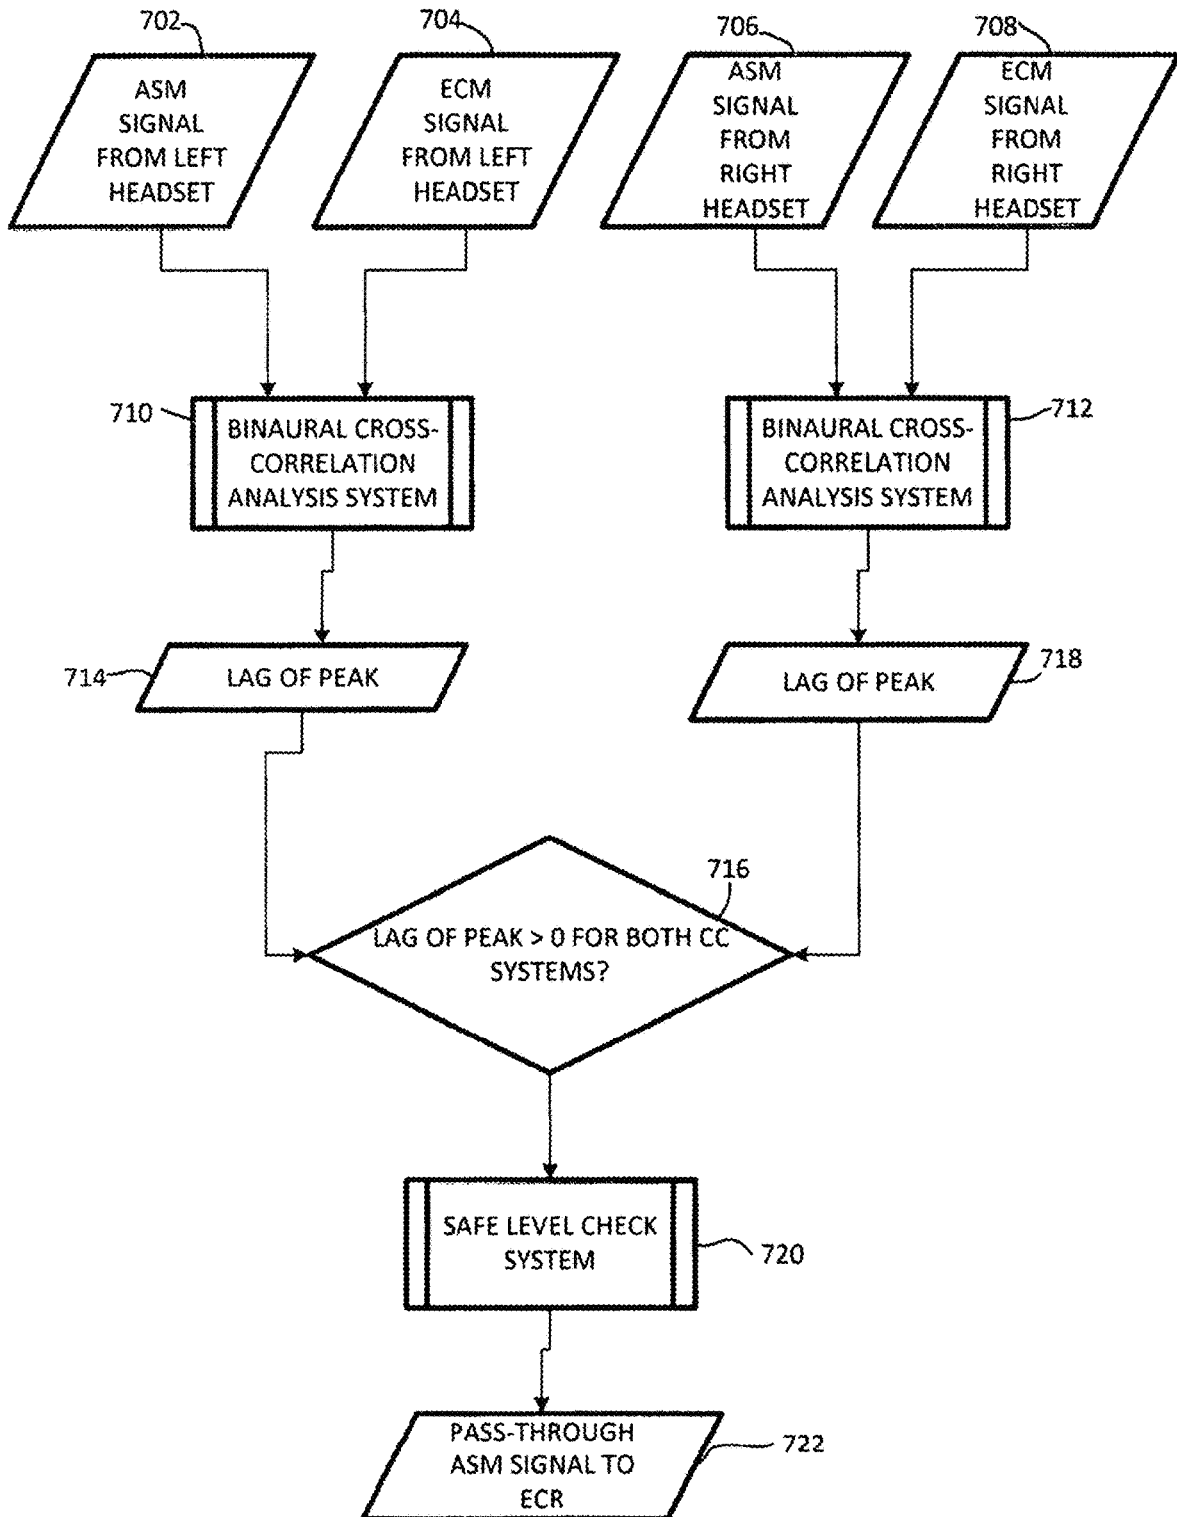 702
704
706
708
ASM
SIGNAL
FROM LEFT
HEADSET
ECM
SIGNAL
FROM LEFT
HEADSET
ASM
SIGNAL
FROM
RIGHT
HEADSET
ECM
SIGNAL
FROM
RIGHT
HEADSET
710
BINAURAL CROSS-
CORRELATION
ANALYSIS SYSTEM
BINAURAL CROSS-
CORRELATION
ANALYSIS SYSTEM
712
714
LAG OF PEAK
LAG OF PEAK
718
716
LAG OF PEAK > 0 FOR BOTH CC
SYSTEMS?
SAFE LEVEL CHECK
SYSTEM
720
PASS-THROUGH
ASM SIGNAL TO
ECR
722